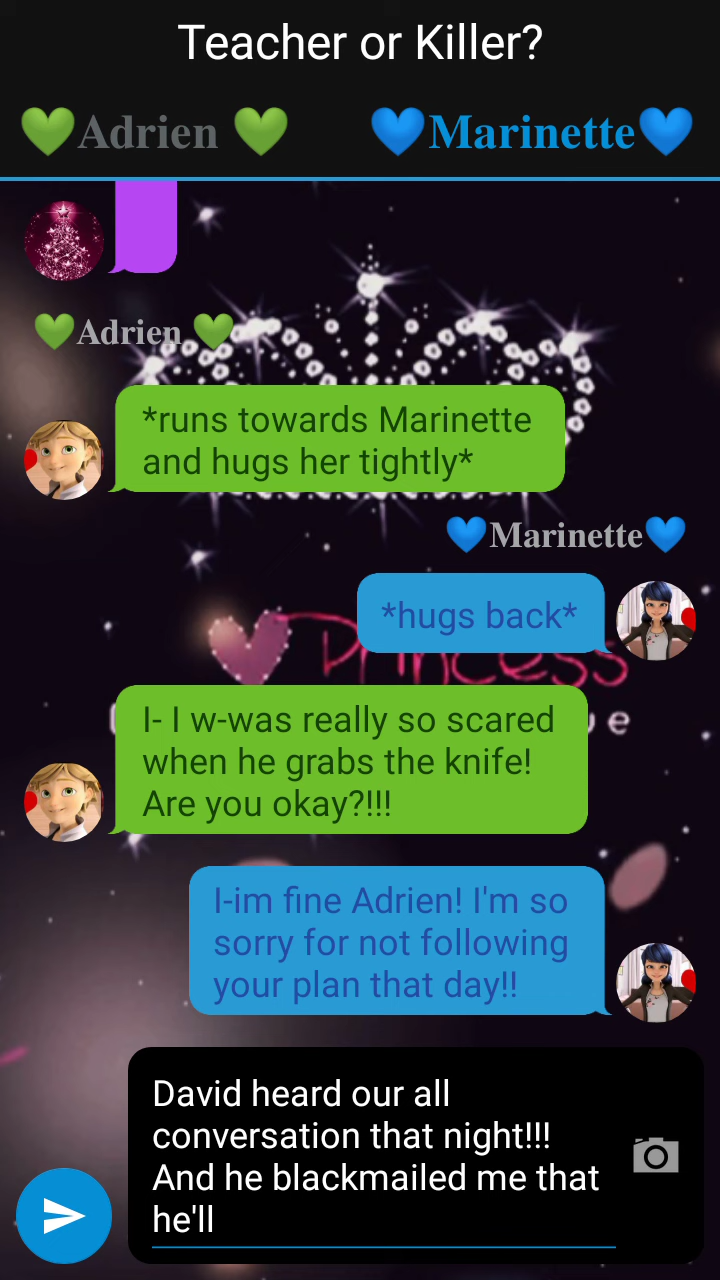 Teacher or Killer?
💚Adrien 💚 💙Marinette💙
💚Adrien 💚
*runs towards Marinette
and hugs her tightly*
💙Marinette💙
*hugs back*
Princess
I- I w-was really so scared
when he grabs the knife!
Are you okay?!!!
I-im fine Adrien! I'm so
sorry for not following
your plan that day!!
David heard our all
conversation that night!!!
And he blackmailed me that
he'll